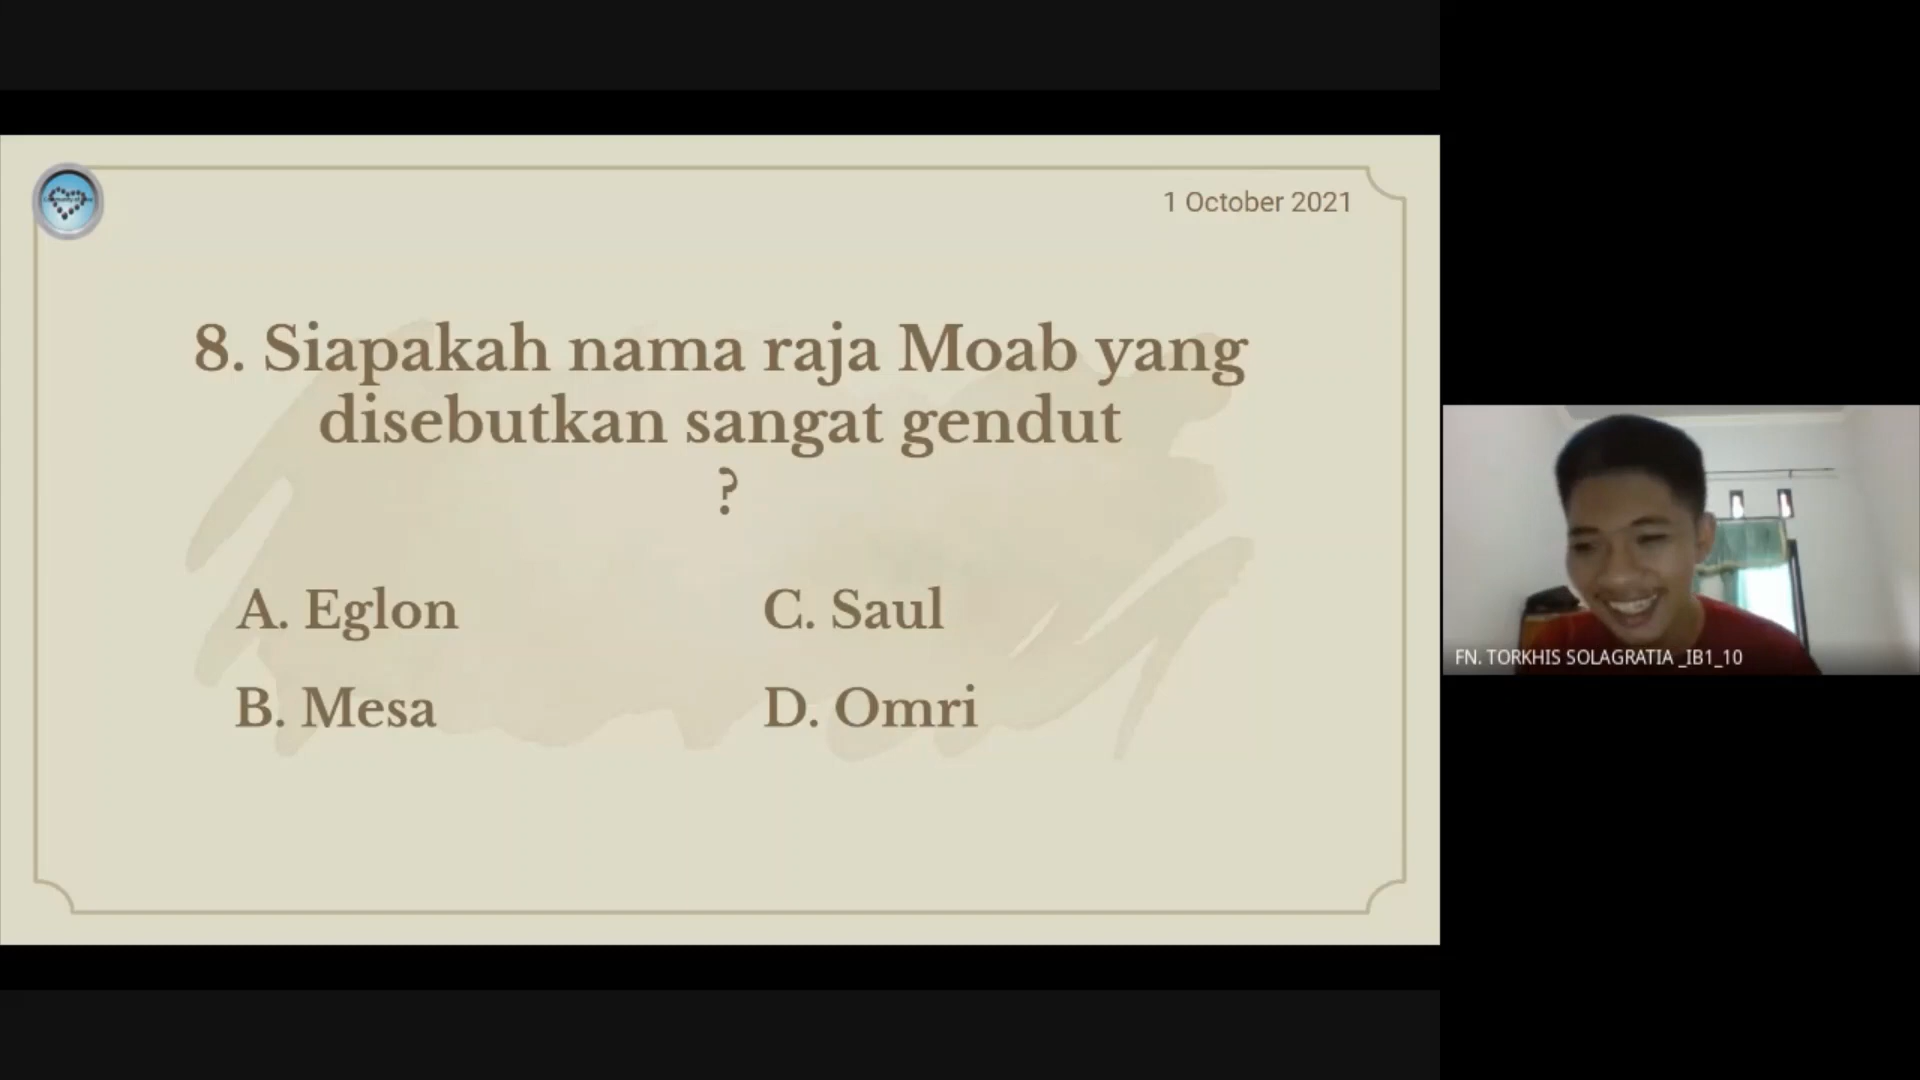 1 October 2021
8. Siapakah nama raja Moab yang
disebutkan sangat gendut
?
A. Eglon
C. Saul
B. Mesa
D. Omri
FN. TORKHIS SOLAGRATIA _IB1_10